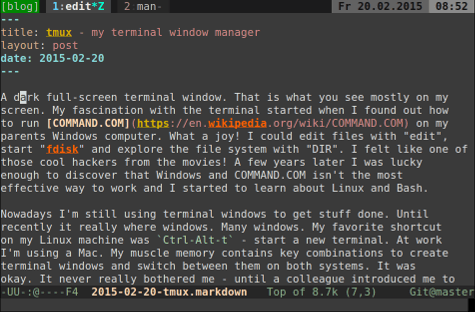 [blog] 1:edit*Z 2 man- Fr 20.02.2015 08:52
---
title: tmux - my terminal window manager
layout: post
date: 2015-02-20
---
A dark full-screen terminal window. That is what you see mostly on my
screen. My fascination with the terminal started when I found out how
to run [COMMAND.COM](https://en.wikipedia.org/wiki/COMMAND.COM) on my
parents Windows computer. What a joy! I could edit files with "edit",
start "fdisk" and explore the file system with "DIR". I felt like one of
those cool hackers from the movies! A few years later I was lucky
enough to discover that Windows and COMMAND.COM isn't the most
effective way to work and I started to learn about Linux and Bash.
Nowadays I'm still using terminal windows to get stuff done. Until
recently it really where windows. Many windows. My favorite shortcut
on my Linux machine was `Ctrl-Alt-t` - start a new terminal. At work
I'm using a Mac. My muscle memory contains key combinations to create
terminal windows and switch between them on both systems. It was
okay. It never really bothered me - until a colleague introduced me to
-UU-:@----F4 2015-02-20-tmux.markdown Top of 8.7k (7,3) Git@master